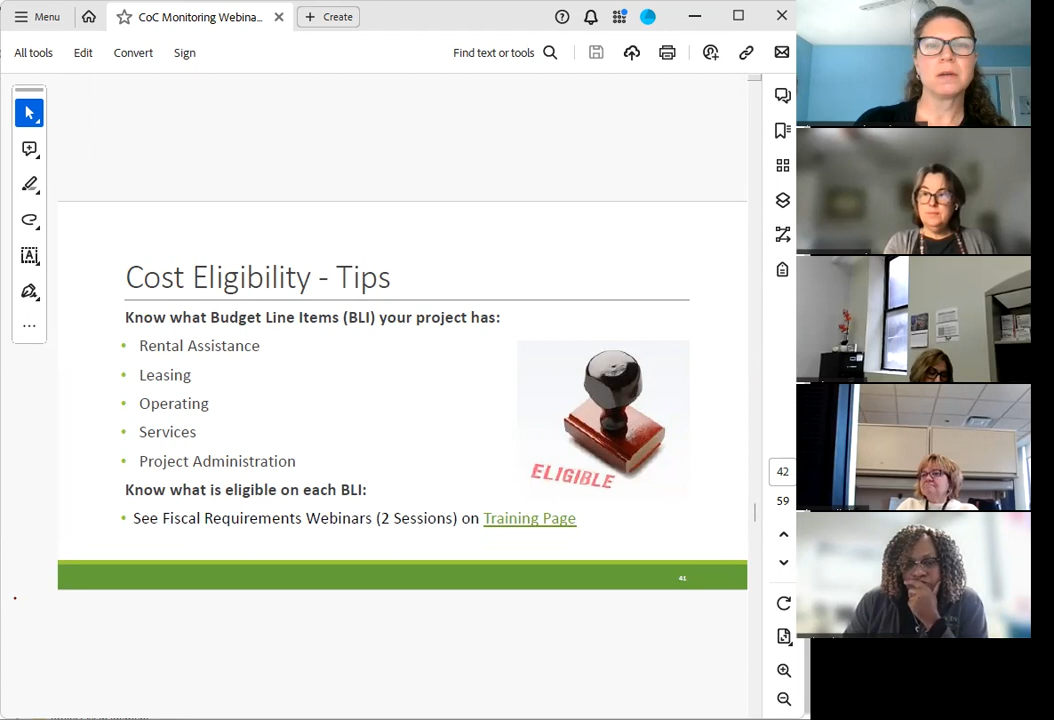 Menu
CoC Monitoring Webina...
Create
All tools
Edit
Convert
Sign
Find text or tools
Cost Eligibility - Tips
Know what Budget Line Items (BLI) your project has:
• Rental Assistance
• Leasing
• Operating
• Services
• Project Administration
ELIGIBLE
Know what is eligible on each BLI:
• See Fiscal Requirements Webinars (2 Sessions) on Training Page
41
42
59